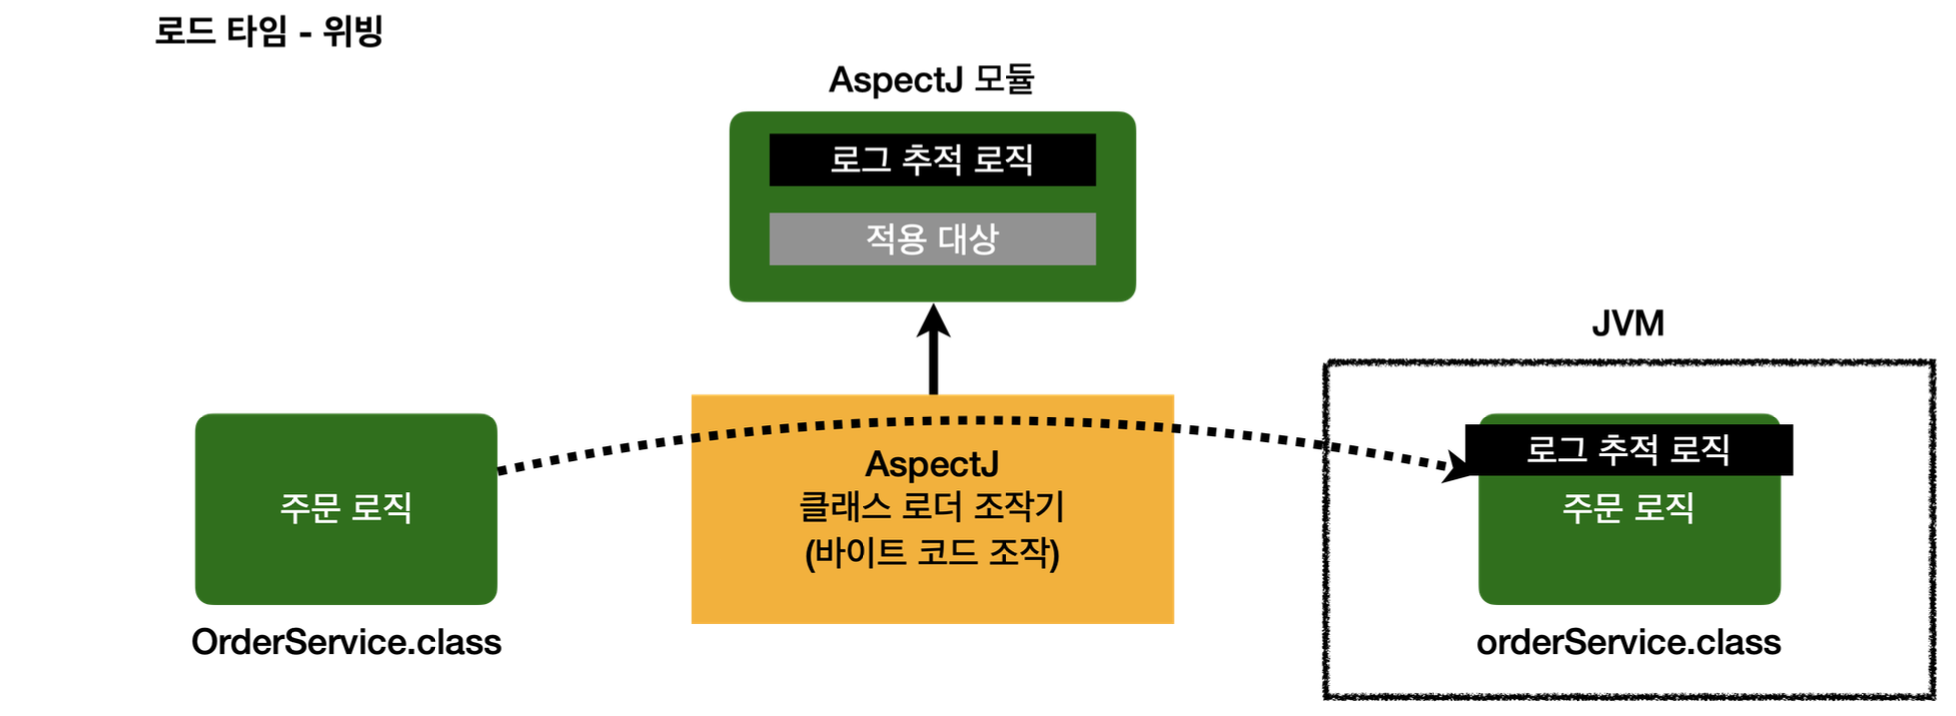 로드 타임 - 위빙
AspectJ 모듈
로그 추적 로직
적용 대상
JVM
주문 로직
AspectJ
클래스 로더 조작기
(바이트 코드 조작)
로그 추적 로직
주문 로직
OrderService.class
orderService.class